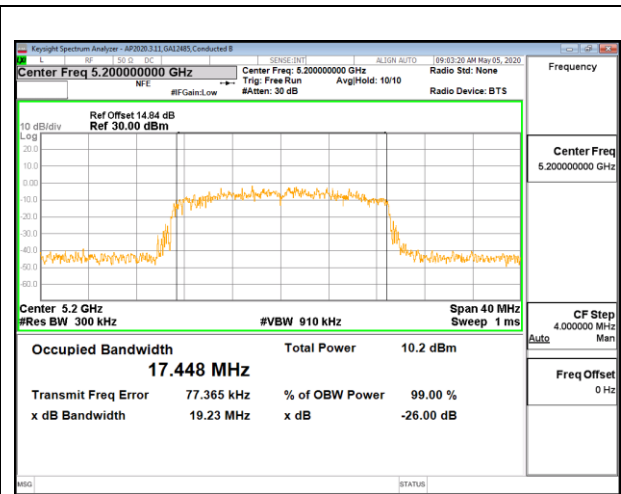 Keysight Spectrum Analyzer - AP2020.3.11, GA12485, Conducted B
L RF 50 Ω DC SENSE:INT ALIGN AUTO 09:03:20 AM May 05, 2020
Center Freq 5.200000000 GHz
NFE
#IFGain:Low
Center Freq: 5.200000000 GHz
Trig: Free Run Avg|Hold: 10/10
#Atten: 30 dB
Radio Std: None
Radio Device: BTS
Frequency
Ref Offset 14.84 dB
10 dB/div Ref 30.00 dBm
Log
20.0
10.0
0.00
-10.0
-20.0
-30.0
-40.0
-50.0
-60.0
Center Freq
5.200000000 GHz
Center 5.2 GHz Span 40 MHz
#Res BW 300 kHz #VBW 910 kHz Sweep 1 ms
CF Step
4.000000 MHz
Auto Man
Occupied Bandwidth Total Power 10.2 dBm
17.448 MHz
Transmit Freq Error 77.365 kHz % of OBW Power 99.00 %
x dB Bandwidth 19.23 MHz x dB -26.00 dB
Freq Offset
0 Hz
MSG STATUS